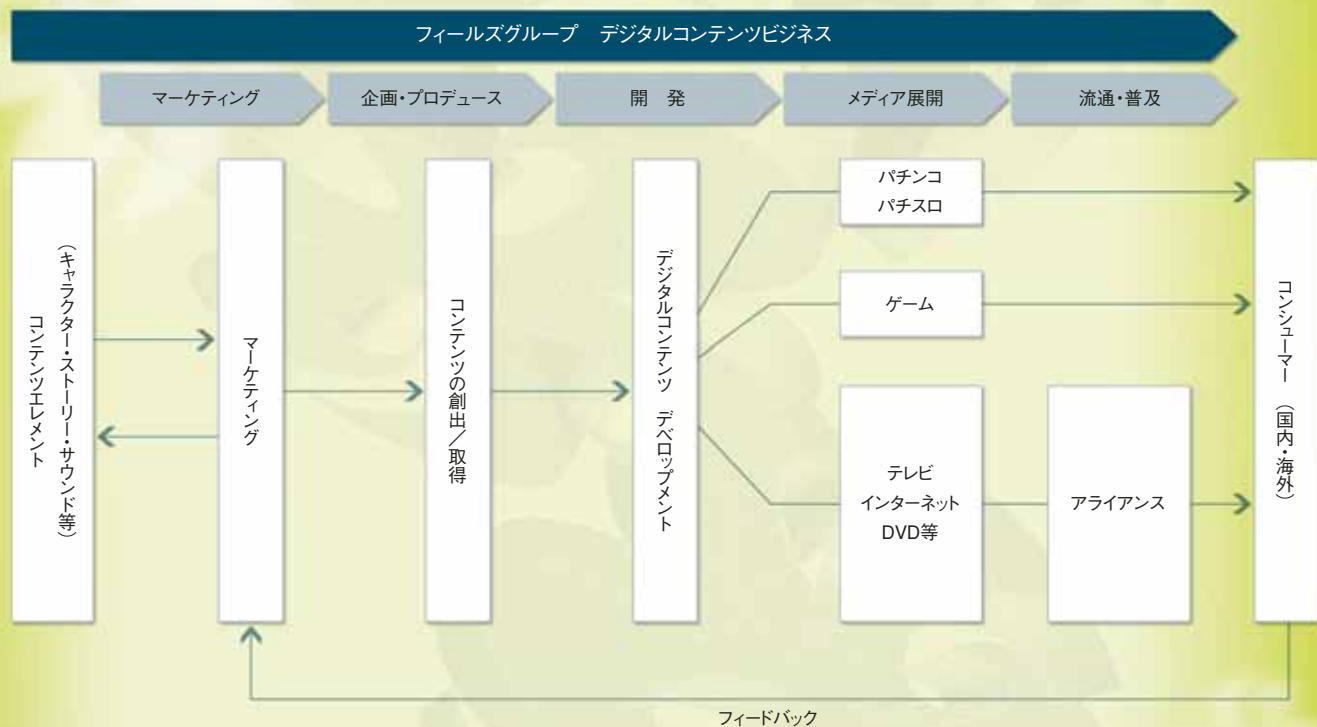 フィールズグループ　デジタルコンテンツビジネス
マーケティング
企画・プロデュース
開　発
メディア展開
流通・普及
（キャラクター・ストーリー・サウンド等）
コンテンツエレメント
マーケティング
コンテンツの創出／取得
デジタルコンテンツ　デベロップメント
パチンコ
パチスロ
ゲーム
テレビ
インターネット
DVD等
アライアンス
コンシューマー　（国内・海外）
フィードバック